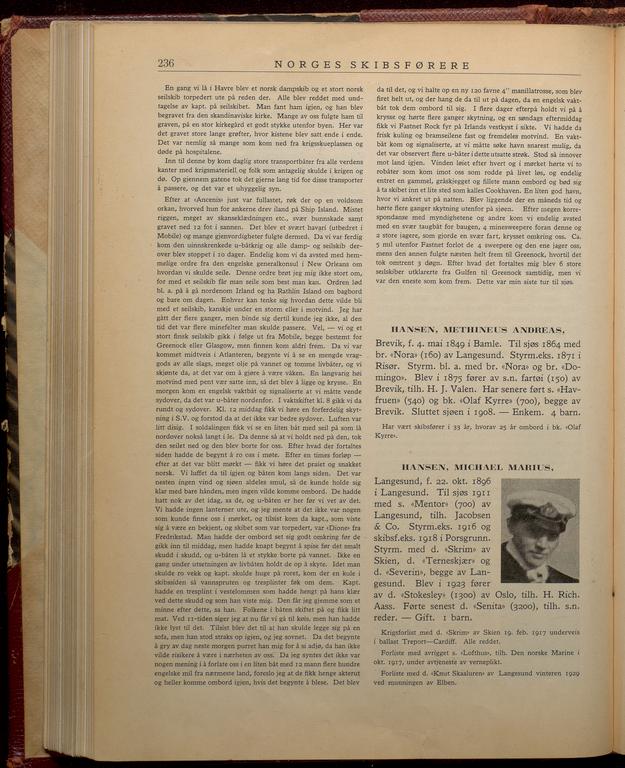 236
NORGES SKIBSFØRERE
En gang vi lå i Havre blev et norsk dampskib og et stort norsk
seilskib torpedert ute på reden der. Alle blev reddet med und-
tagelse av kapt. på seilskibet. Man fant ham igjen, og han blev
begravet fra den skandinaviske kirke. Mange av oss fulgte ham til
graven, på en stor kirkegård et godt stykke utenfor byen. Her var
det gravet store lange grøfter, hvor kistene blev satt ende i ende.
Det var nemlig så mange som kom ned fra krigsskueplassen og
døde på hospitalene.
Inn til denne by kom daglig store transportbåter fra alle verdens
kanter med krigsmateriell, og folk som antagelig skulde i krigen og
dø. Op gjennem gatene tok det gjerne lang tid for disse transporter
å passere, og det var et uhyggelig syn.
Efter at «Ancenis» just var fullastet, røk der op en voldsom
orkan, hvorved hun for ankerne drev iland på Ship Island. Mistet
riggen, meget av skansekledningen etc., svær bunnskade samt
gravet ned 12 fot i sannen. Det blev et svært havari (utbedret i
Mobile) og mange gjenvordigheter fulgte dermed. Da vi var ferdig
kom den uinnskrenkede u-båtkrig og alle damp- og seilskib der-
over blev stoppet i 10 dager. Endelig kom vi da avsted med hem-
melige ordre fra den engelske generalkonsul i New Orleans om
hvordan vi skulde seile. Denne ordre brøt jeg mig ikke stort om,
for med et seilskib får man seile som best man kan. Ordren lød
bl. a. på å gå nordenom Irland og ha Rathlin Island om bagbord
og bare om dagen. Enhver kan tenke sig hvordan dette vilde bli
med et seilskib, kanskje under en storm eller i motvind. Jeg har
gått der flere ganger, men binde sig dertil kunde jeg ikke, al den
tid det var flere minefelter man skulde passere. Vel, — vi og et
stort finsk seilskib gikk i følge ut fra Mobile, begge bestemt for
Greenock eller Glasgow, men finnen kom aldri frem. Da vi var
kommet midtveis i Atlanteren, begynte vi å se en mengde vrag-
gods av alle slags, meget olje på vannet og tomme livbåter, og vi
skjente da, at det var om å gjøre å være våken. En langvarig høi
motvind med pent vær satte inn, så det blev å ligge og krysse. En
morgen kom en engelsk vaktbåt og signaliserte at vi måtte vende
sydover, da det var u-båter nordenfor. I vaktskiftet kl. 8 gikk vi da
rundt og sydover. Kl. 12 middag fikk vi høre en forferdelig skyt-
ning i S.V. og forstod da at det ikke var bedre sydover. Luften var
litt disig. I soldalingen fikk vi se en liten båt med seil på som lå
nordover nokså langt i le. Da denne så at vi holdt ned på den, tok
den seilet ned og den blev borte for oss. Efter hvad der fortaltes
siden hadde de begynt å ro oss i møte. Efter en times forløp —
efter at det var blitt mørkt — fikk vi høre det praiet og snakket
norsk. Vi luffet da til igjen og båten kom langs siden. Det var
nesten ingen vind og sjøen aldeles smul, så de kunde holde sig
klar med bare hånden, men ingen vilde komme ombord. De hadde
hatt nok av det idag, sa de, og u-båten er her før vi vet av det.
Vi hadde ingen lanterner ute, og jeg mente at det ikke var nogen
som kunde finne oss i mørket, og tilsist kom da kapt., som viste
sig å være en bekjent, og skibet som var torpedert, var «Dione» fra
Fredrikstad. Man hadde der ombord set sig godt omkring før de
gikk inn til middag, men hadde knapt begynt å spise før det smalt
skudd i skudd, og u-båten lå et stykke borte på vannet. Ikke en
gang under utsetningen av livbåten holdt de op å skyte. Idet man
skulde ro vekk og kapt. skulde huge på roret, kom der en kule i
skibssiden så vannspruten og tresplinter føk om dem. Kapt.
hadde en tresplint i vestelommen som hadde hengt på hans klær
ved dette skudd og som han viste mig. Den får jeg gjemme som et
minne efter dette, sa han. Folkene i båten skiftet på og fikk litt
mat. Ved 11-tiden siger jeg at nu får vi gå til køis, men han hadde
ikke lyst til det. Tilsist blev det til at han skulde legge sig på en
sofa, men han stod straks op igjen, og jeg sovnet. Da det begynte
å gry av dag neste morgen purret han mig for å si adjø, da han ikke
vilde risikere å være i nærheten av oss. Da jeg syntes det ikke var
nogen mening i å forlate oss i en liten båt med 12 mann flere hundre
engelske mil fra nærmeste land, foreslo jeg at de fikk henge akterut
og heller komme ombord igjen, hvis det begynte å blese. Det blev
da til det, og vi halte op en ny 120 favne 4″ manillatrosse, som blev
firet helt ut, og der hang de da til ut på dagen, da en engelsk vakt-
båt tok dem ombord til sig. I flere dager efterpå holdt vi på å
krysse og hørte flere ganger skytning, og en søndags eftermiddag
fikk vi Fastnet Rock fyr på Irlands vestkyst i sikte. Vi hadde da
frisk kuling og bramseilene fast og fremdeles motvind. En vakt-
båt kom og signaliserte, at vi måtte søke havn snarest mulig, da
det var observert flere u-båter i dette utsatte strøk. Stod så innover
mot land igjen. Vinden løiet efter hvert og i mørket hørte vi to
robåter som kom imot oss som rodde på livet løs, og endelig
entret en gammel, gråskjegget og fillete mann ombord og bød sig
å ta skibet inn et lite sted som kalles Cookhaven. En liten god havn,
hvor vi ankret ut på natten. Blev liggende der en måneds tid og
hørte flere ganger skytning utenfor på sjøen. Efter megen korre-
spondanse med myndighetene og andre kom vi endelig avsted
med en svær taugbåt for baugen, 4 minesweepere foran denne og
2 store jagere, som gjorde en svær fart, krysset omkring oss. Ca.
5 mil utenfor Fastnet forlot de 4 sweepere og den ene jager oss,
mens den annen fulgte næsten helt frem til Greenock, hvortil det
tok omtrent 3 døgn. Efter hvad det fortaltes mig blev 6 store
seilskiber utklarerte fra Gulfen til Greenock samtidig, men vi
var den eneste som kom frem. Dette var min siste tur til sjøs.
HANSEN, METHINEUS ANDREAS,
Brevik, f. 4. mai 1849 i Bamle. Til sjøs 1864 med
br. «Nora» (160) av Langesund. Styrm.eks. 1871 i
Risør. Styrm. bl. a. med br. «Nora» og br. «Do-
mingo». Blev i 1875 fører av s.n. fartøi (150) av
Brevik, tilh. H. J. Valen. Har senere ført s. «Hav-
fruen» (540) og bk. «Olaf Kyrre» (700), begge av
Brevik. Sluttet sjøen i 1908. — Enkem. 4 barn.
Har vært skibsfører i 33 år, hvorav 25 år ombord i bk. «Olaf
Kyrre».
HANSEN, MICHAEL MARIUS,
Langesund, f. 22. okt. 1896
i Langesund. Til sjøs 1911
med s. «Mentor» (700) av
Langesund, tilh. Jacobsen
& Co. Styrm.eks. 1916 og
skibsf.eks. 1918 i Porsgrunn.
Styrm. med d. «Skrim» av
Skien, d. «Terneskjær» og
d. «Severin», begge av Lan-
gesund. Blev i 1923 fører
av d. «Stokesley» (1300) av Oslo, tilh. H. Rich.
Aass. Førte senest d. «Senita» (3200), tilh. s.n.
reder. — Gift. 1 barn.
Krigsforlist med d. «Skrim» av Skien 19. feb. 1917 underveis
i ballast Treport—Cardiff. Alle reddet.
Forliste med avrigget s. «Lofthus», tilh. Den norske Marine i
okt. 1917, under avtjeneste av verneplikt.
Forliste med d. «Knut Skaaluren» av Langesund vinteren 1929
ved munningen av Elben.